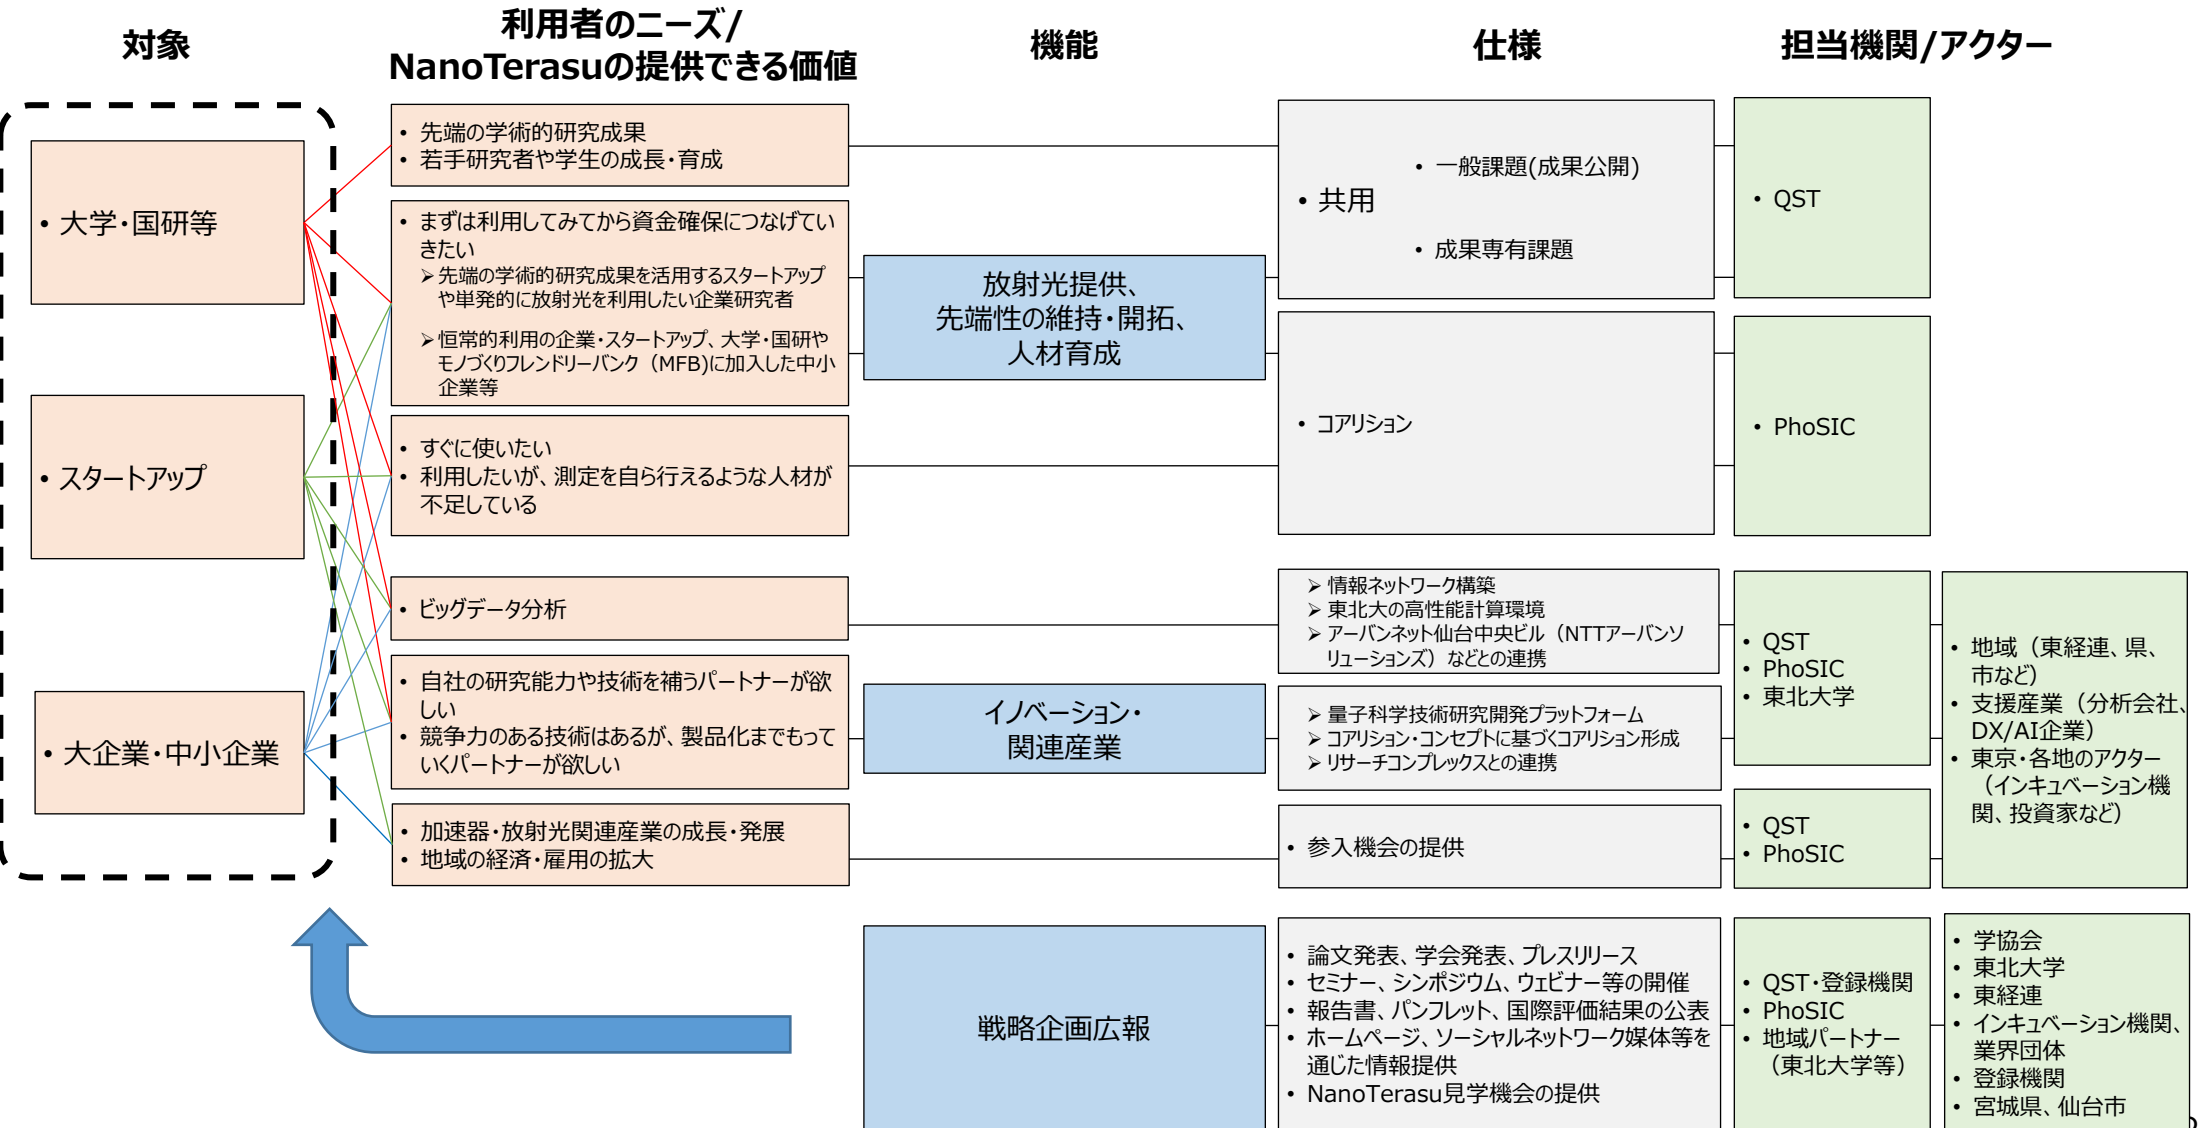 対象
利用者のニーズ/
NanoTerasuの提供できる価値
機能
仕様
担当機関/アクター
• 大学・国研等
• スタートアップ
• 大企業・中小企業
• 先端の学術的研究成果
• 若手研究者や学生の成長・育成
• まずは利用してみてから資金確保につなげてい
きたい
➢ 先端の学術的研究成果を活用するスタートアップ
や単発的に放射光を利用したい企業研究者
➢ 恒常的利用の企業・スタートアップ、大学・国研や
モノづくりフレンドリーバンク（MFB)に加入した中小
企業等
• すぐに使いたい
• 利用したいが、測定を自ら行えるような人材が
不足している
• ビッグデータ分析
• 自社の研究能力や技術を補うパートナーが欲
しい
• 競争力のある技術はあるが、製品化までもって
いくパートナーが欲しい
• 加速器・放射光関連産業の成長・発展
• 地域の経済・雇用の拡大
放射光提供、
先端性の維持・開拓、
人材育成
イノベーション・
関連産業
戦略企画広報
• 共用
• 一般課題(成果公開)
• 成果専有課題
• コアリション
➢ 情報ネットワーク構築
➢ 東北大の高性能計算環境
➢ アーバンネット仙台中央ビル（NTTアーバンソ
リューションズ）などとの連携
➢ 量子科学技術研究開発プラットフォーム
➢ コアリション・コンセプトに基づくコアリション形成
➢ リサーチコンプレックスとの連携
• 参入機会の提供
• 論文発表、学会発表、プレスリリース
• セミナー、シンポジウム、ウェビナー等の開催
• 報告書、パンフレット、国際評価結果の公表
• ホームページ、ソーシャルネットワーク媒体等を
通じた情報提供
• NanoTerasu見学機会の提供
• QST
• PhoSIC
• QST
• PhoSIC
• 東北大学
• QST
• PhoSIC
• QST・登録機関
• PhoSIC
• 地域パートナー
（東北大学等）
• 地域（東経連、県、
市など）
• 支援産業（分析会社、
DX/AI企業）
• 東京・各地のアクター
（インキュベーション機
関、投資家など）
• 学協会
• 東北大学
• 東経連
• インキュベーション機関、
業界団体
• 登録機関
• 宮城県、仙台市